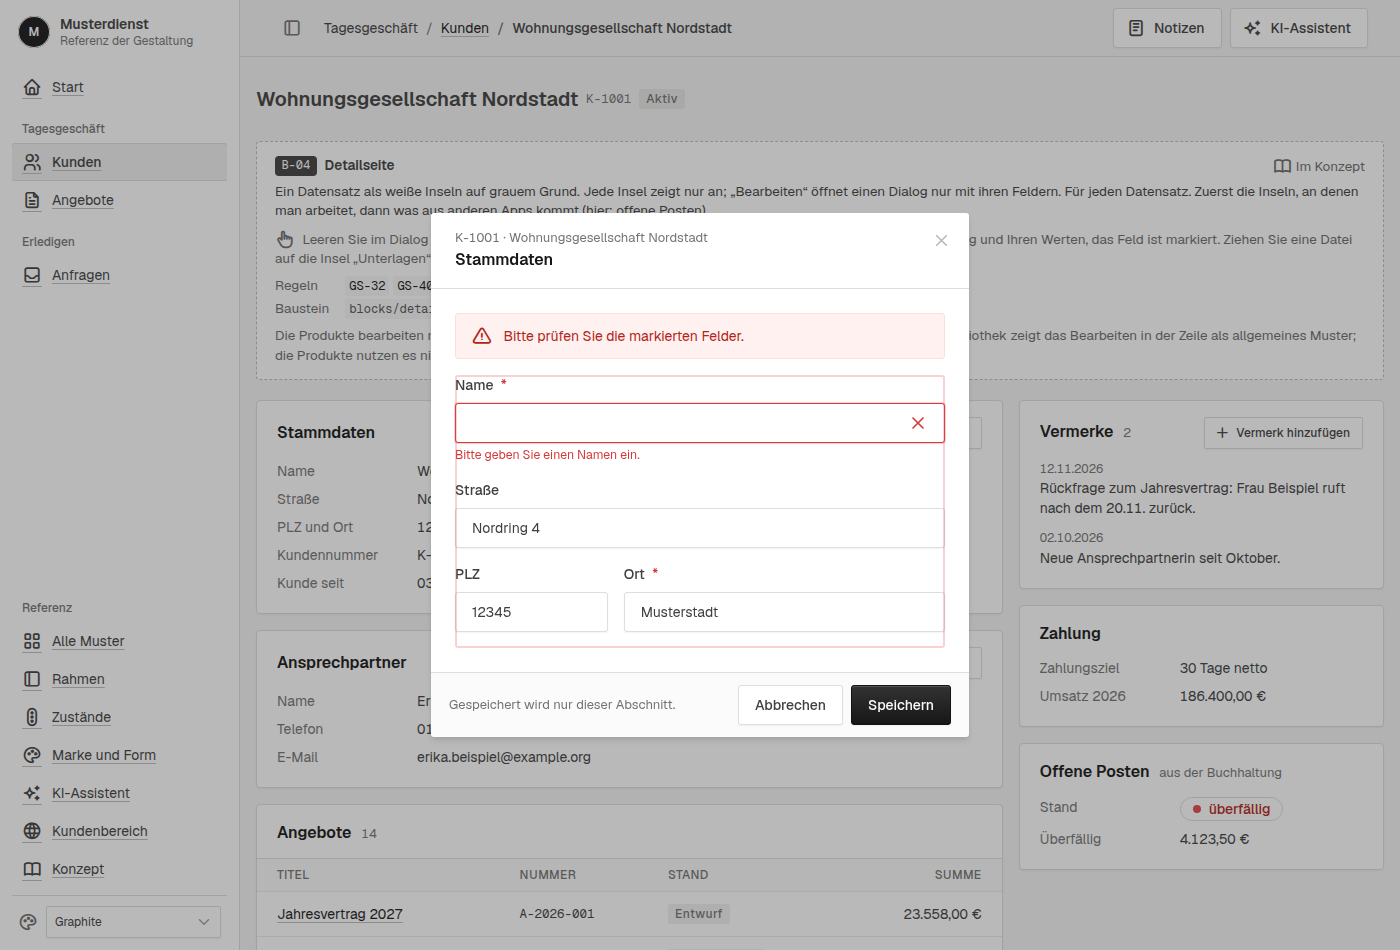 M
Musterdienst
Referenz der Gestaltung
Start
Tagesgeschäft
Kunden
Angebote
Erledigen
Anfragen
Referenz
Alle Muster
Rahmen
Zustände
Marke und Form
KI-Assistent
Kundenbereich
Konzept
Graphite
Tagesgeschäft / Kunden / Wohnungsgesellschaft Nordstadt
Notizen
KI-Assistent
Wohnungsgesellschaft Nordstadt K-1001 Aktiv
B-04 Detailseite
Im Konzept
Ein Datensatz als weiße Inseln auf grauem Grund. Jede Insel zeigt nur an; „Bearbeiten“ öffnet einen Dialog nur mit ihren Feldern. Für jeden Datensatz. Zuerst die Inseln, an denen
man arbeitet, dann was aus anderen Apps kommt (hier: offene Posten).
Leeren Sie im Dialog
und Ihren Werten, das Feld ist markiert. Ziehen Sie eine Datei
auf die Insel „Unterlagen“
Regeln GS-32
Baustein
Die Produkte bearbeiten
zeigt das Bearbeiten in der Zeile als allgemeines Muster;
die Produkte nutzen es
K-1001 · Wohnungsgesellschaft Nordstadt
Stammdaten
Bitte prüfen Sie die markierten Felder.
Name *
Bitte geben Sie einen Namen ein.
Straße
Nordring 4
PLZ
Ort *
12345
Musterstadt
Gespeichert wird nur dieser Abschnitt.
Abbrechen
Speichern
Stammdaten
Name
Straße
PLZ und Ort
Kundennummer
Kunde seit
Ansprechpartner
Name
Telefon
E-Mail erika.beispiel@example.org
Angebote 14
TITEL NUMMER STAND SUMME
Jahresvertrag 2027 A-2026-001 Entwurf 23.558,00 €
Vermerke 2
Vermerk hinzufügen
12.11.2026
Rückfrage zum Jahresvertrag: Frau Beispiel ruft
nach dem 20.11. zurück.
02.10.2026
Neue Ansprechpartnerin seit Oktober.
Zahlung
Zahlungsziel 30 Tage netto
Umsatz 2026 186.400,00 €
Offene Posten aus der Buchhaltung
Stand überfällig
Überfällig 4.123,50 €